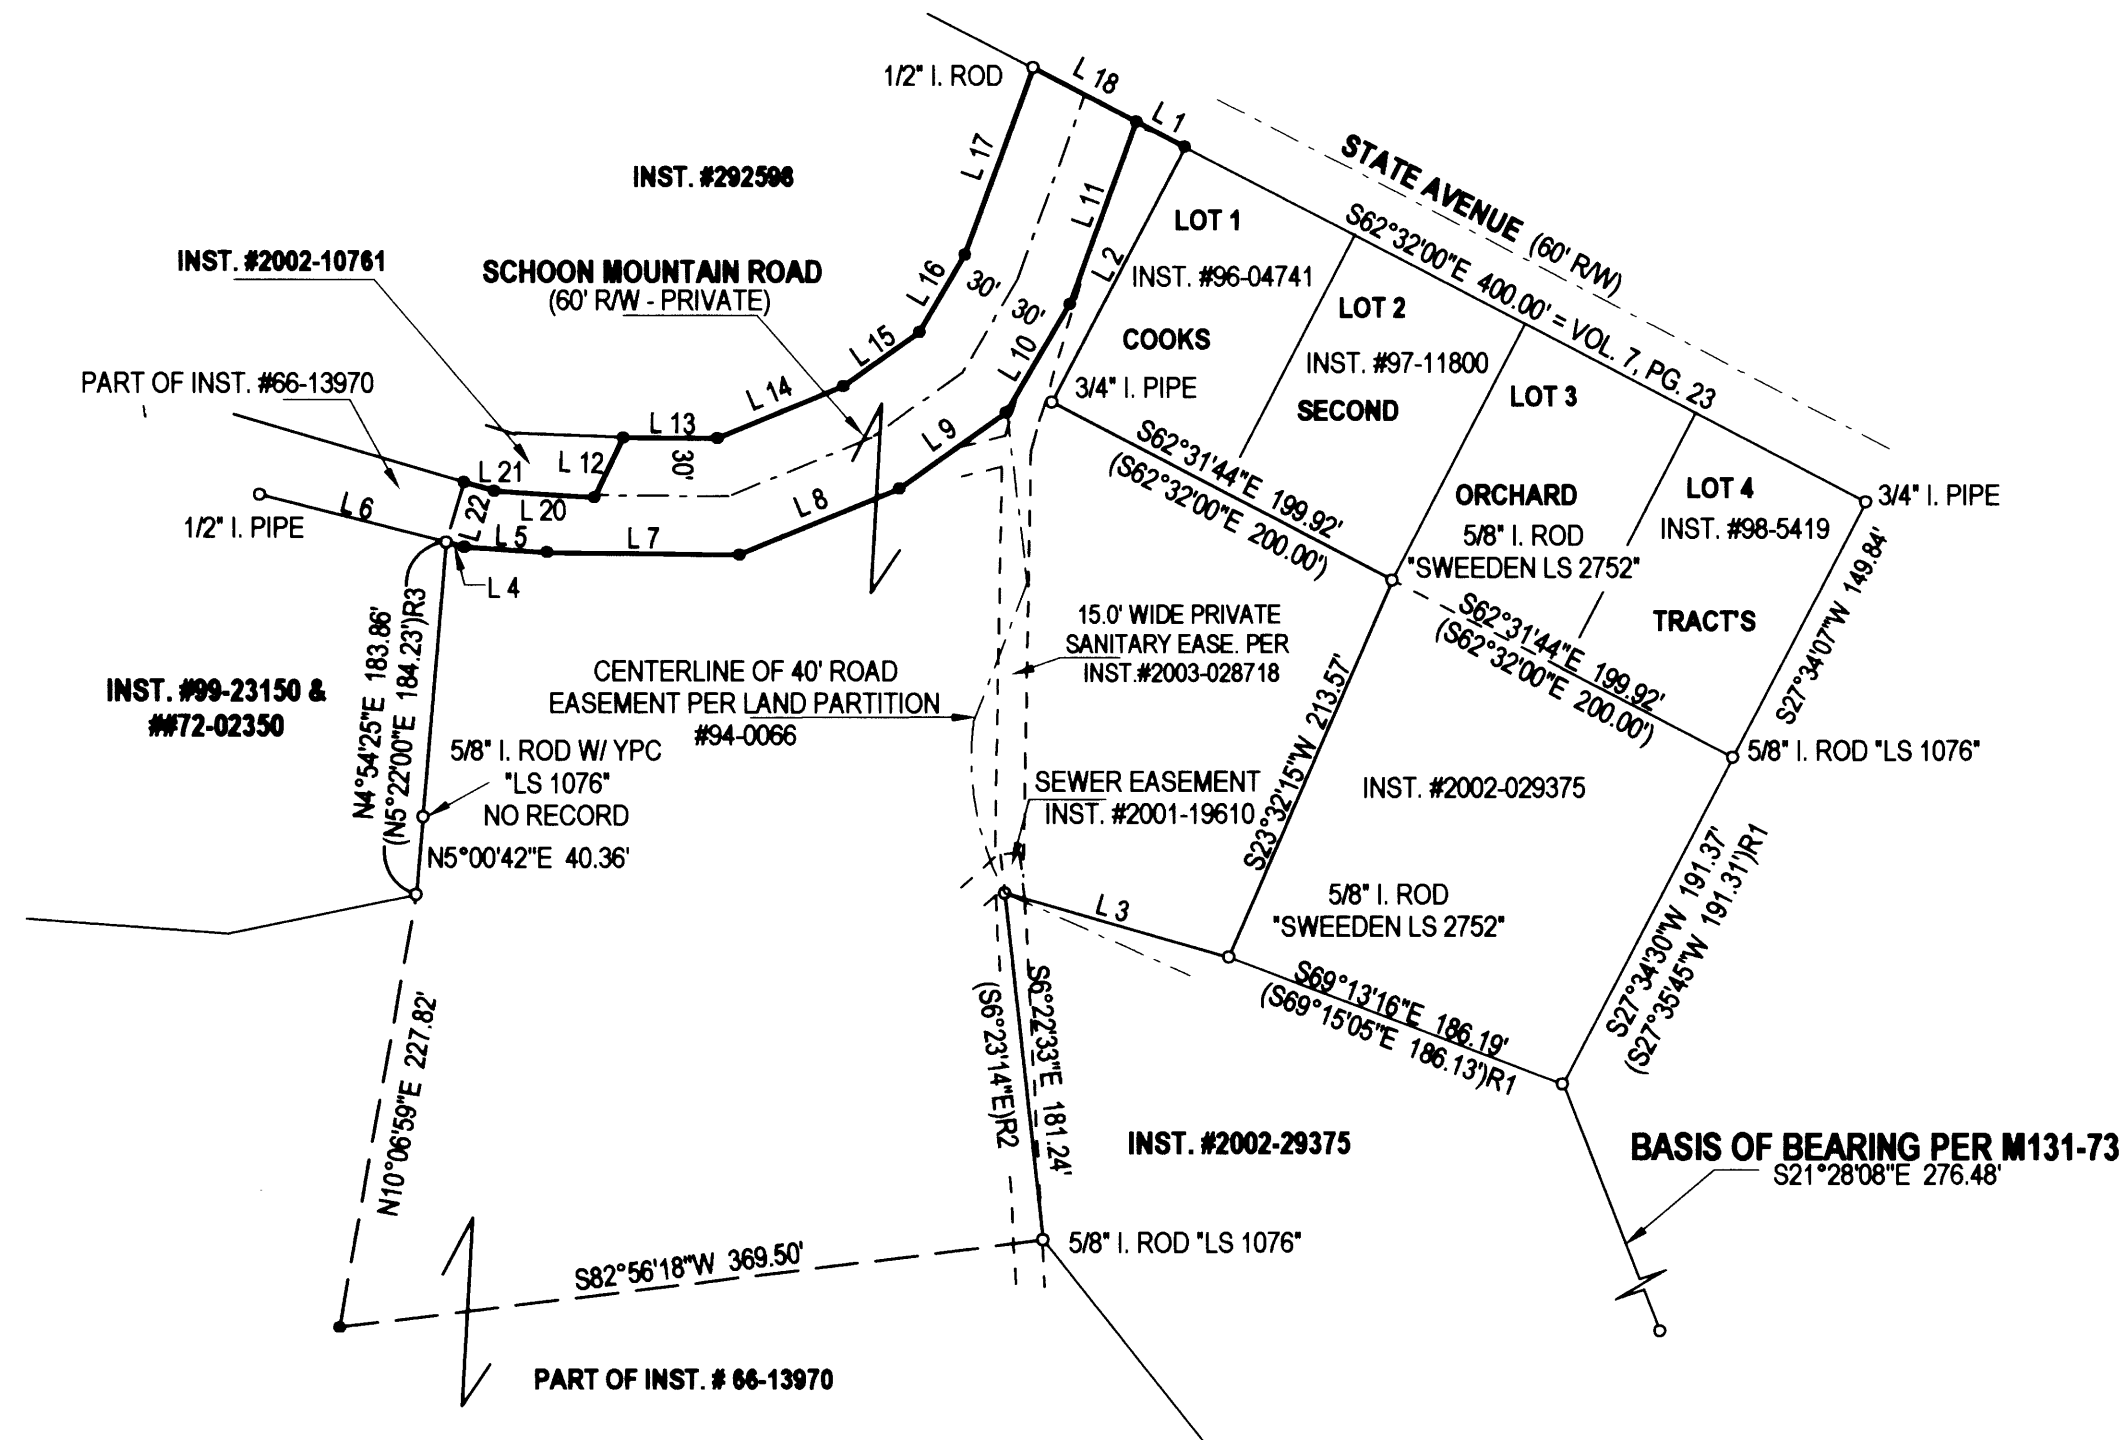 1/2" I. ROD
L 18
L 1
STATE AVENUE (60' R/W)
L 17
INST. #292598
L 11
LOT 1
S62°32'00"E 400.00' = VOL. 7, PG. 23
INST. #2002-10761
SCHOON MOUNTAIN ROAD
(60' R/W - PRIVATE)
L 16
30'
30'
L 2
INST. #96-04741
LOT 2
COOKS
INST. #97-11800
L 15
L 10
PART OF INST. #66-13970
L 14
3/4" I. PIPE
SECOND
LOT 3
L 13
L 9
L 12
30'
S62°31'44"E 199.92'
(S62°32'00"E 200.00')
L 21
L 20
L 22
L 6
1/2" I. PIPE
L 5
L 7
L 8
L 4
ORCHARD
5/8" I. ROD
"SWEEDEN LS 2752"
LOT 4
INST. #98-5419
3/4" I. PIPE
S27°34'07"W 149.84'
TRACT'S
S62°31'44"E 199.92'
(S62°32'00"E 200.00')
15.0' WIDE PRIVATE
SANITARY EASE. PER
INST.#2003-028718
N4°54'25"E 183.86'
(N5°22'00"E 184.23')R3
CENTERLINE OF 40' ROAD
EASEMENT PER LAND PARTITION
#94-0066
INST. #99-23150 &
##72-02350
S23°32'15"W 213.57'
5/8" I. ROD W/ YPC
"LS 1076"
NO RECORD
5/8" I. ROD "LS 1076"
SEWER EASEMENT
INST. #2001-19610
INST. #2002-029375
N5°00'42"E 40.36'
S27°34'30"W 191.37'
(S27°35'45"W 191.31')R1
L 3
5/8" I. ROD
"SWEEDEN LS 2752"
S69°13'16"E 186.19'
(S69°15'05"E 186.13')R1
N10°06'59"E 227.82'
S6°22'33"E 181.24'
(S6°23'14"E)R2
INST. #2002-29375
BASIS OF BEARING PER M131-73
S21°28'08"E 276.48'
5/8" I. ROD "LS 1076"
S82°56'18"W 369.50'
PART OF INST. # 66-13970